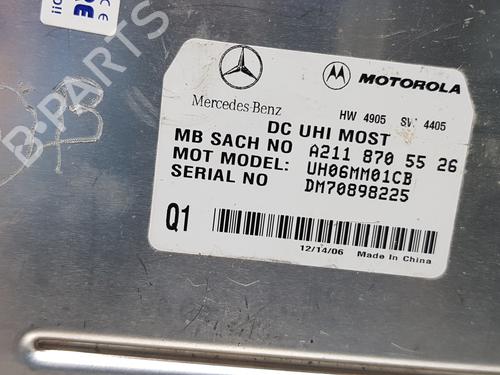 B-PARTS
Mercedes-Benz
MOTOROLA
HW 4905 SW 4405
DC UHI MOST
MB SACH NO A211 870 55 26
MOT MODEL: UH06MM01CB
SERIAL NO DM70898225
Q1
12/14/06 Made In China